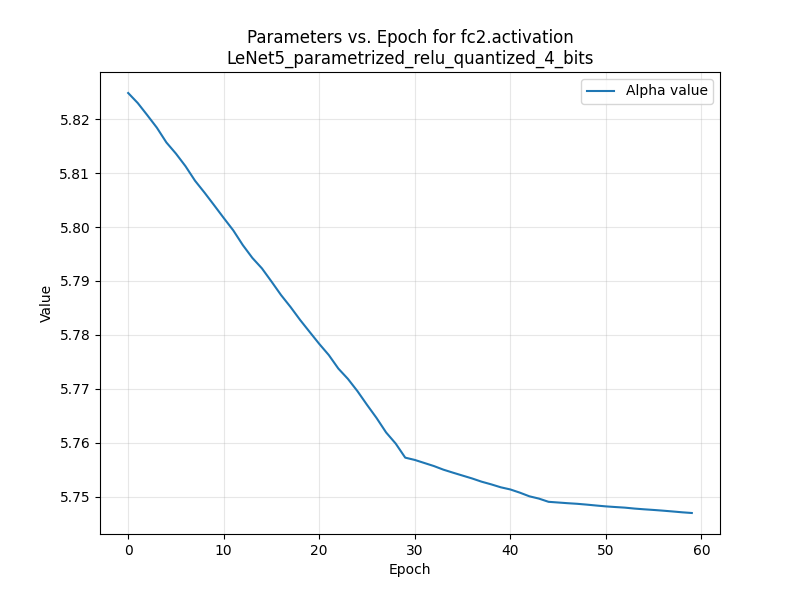 Parameters vs. Epoch for fc2.activation
LeNet5_parametrized_relu_quantized_4_bits
Alpha value
5.82
5.81
5.80
5.79
5.78
5.77
5.76
5.75
Value
0 10 20 30 40 50 60
Epoch